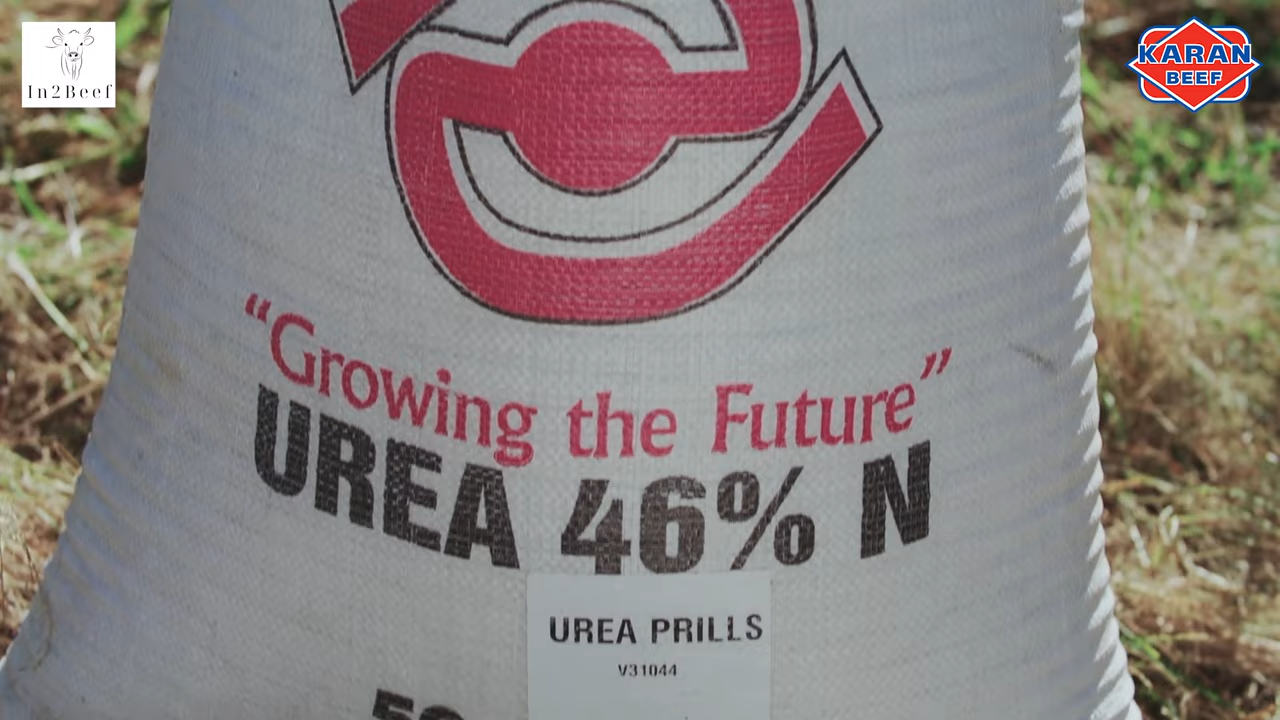 In2Beef
KARAN
BEEF
“Growing the Future”
UREA 46% N
UREA PRILLS
V31044